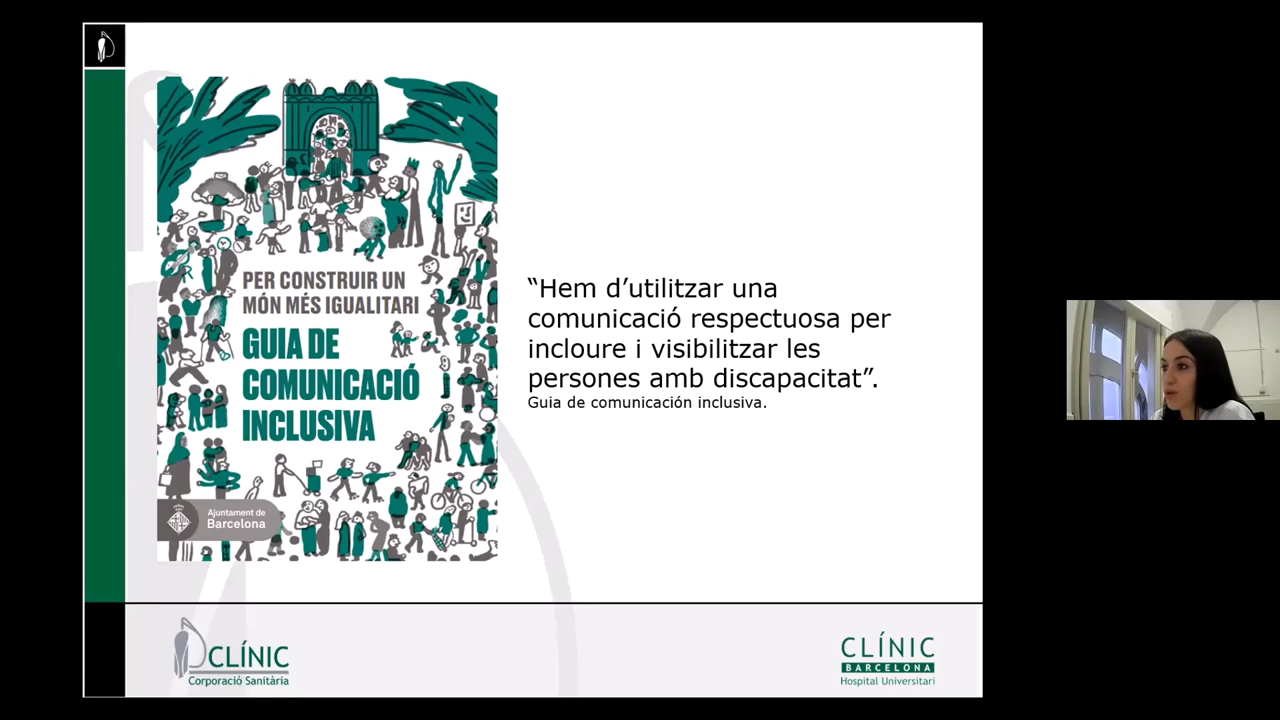 PER CONSTRUIR UN
MÓN MÉS IGUALITARI
GUIA DE
COMUNICACIÓ
INCLUSIVA
Ajuntament de
Barcelona
“Hem d’utilitzar una
comunicació respectuosa per
incloure i visibilitzar les
persones amb discapacitat”.
Guia de comunicación inclusiva.
CLÍNIC
Corporació Sanitària
CLÍNIC
BARCELONA
Hospital Universitari